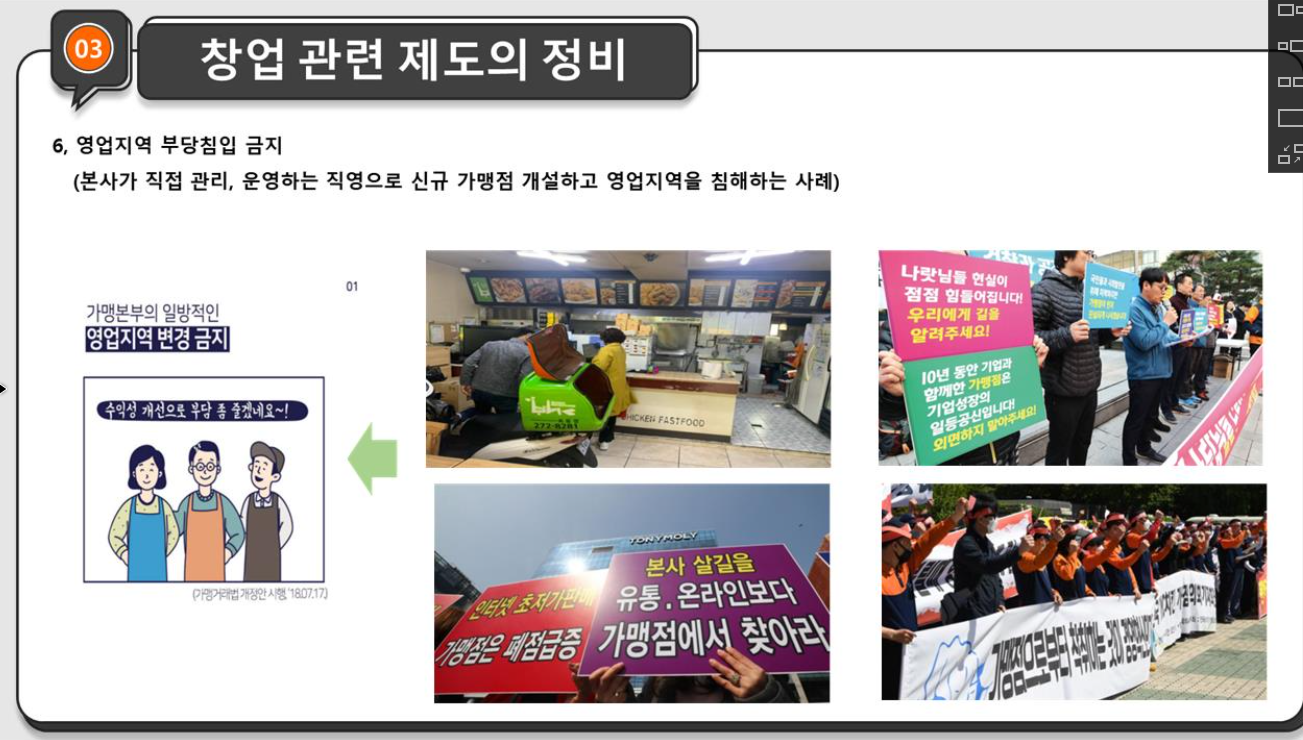 03
창업 관련 제도의 정비
6, 영업지역 부당침입 금지
(본사가 직접 관리, 운영하는 직영으로 신규 가맹점 개설하고 영업지역을 침해하는 사례)
01
가맹본부의 일방적인
영업지역 변경 금지
수익성 개선으로 부담 좀 줄겠네요~!
(가맹거래법 개정안 시행, '18.07.17.)
272-8281
CHICKEN FASTFOOD
나랏님들 현실이
점점 힘들어집니다!
우리에게 길을
알려주세요!
10년 동안 기업과
함께한 가맹점은
기업성장의
일등공신입니다!
외면하지 말아주세요!
TONYMOLY
인터넷 초저가판매
가맹점은 폐점급증
본사 살길을
유통.온라인보다
가맹점에서 찾아라
가맹점으로부터 착취하는 것이